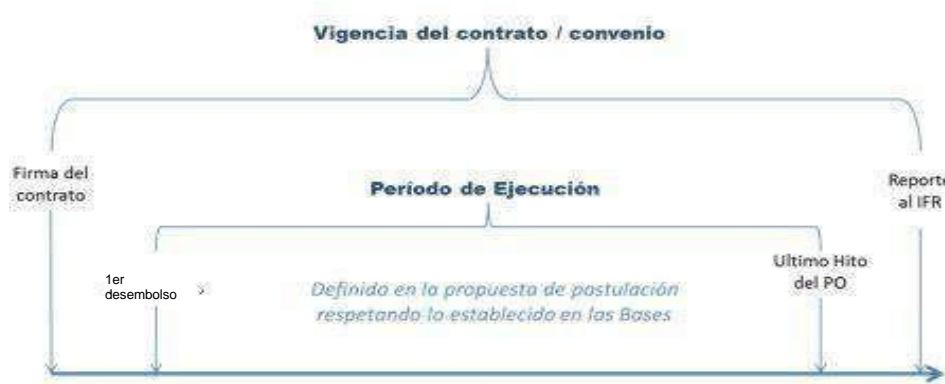 Vigencia del contrato / convenio
Firma del
contrato
Período de Ejecución
Reporte
al IFR
1er
desembolso
Definido en la propuesta de postulación
respetando lo establecido en las Bases
Ultimo Hito
del PO